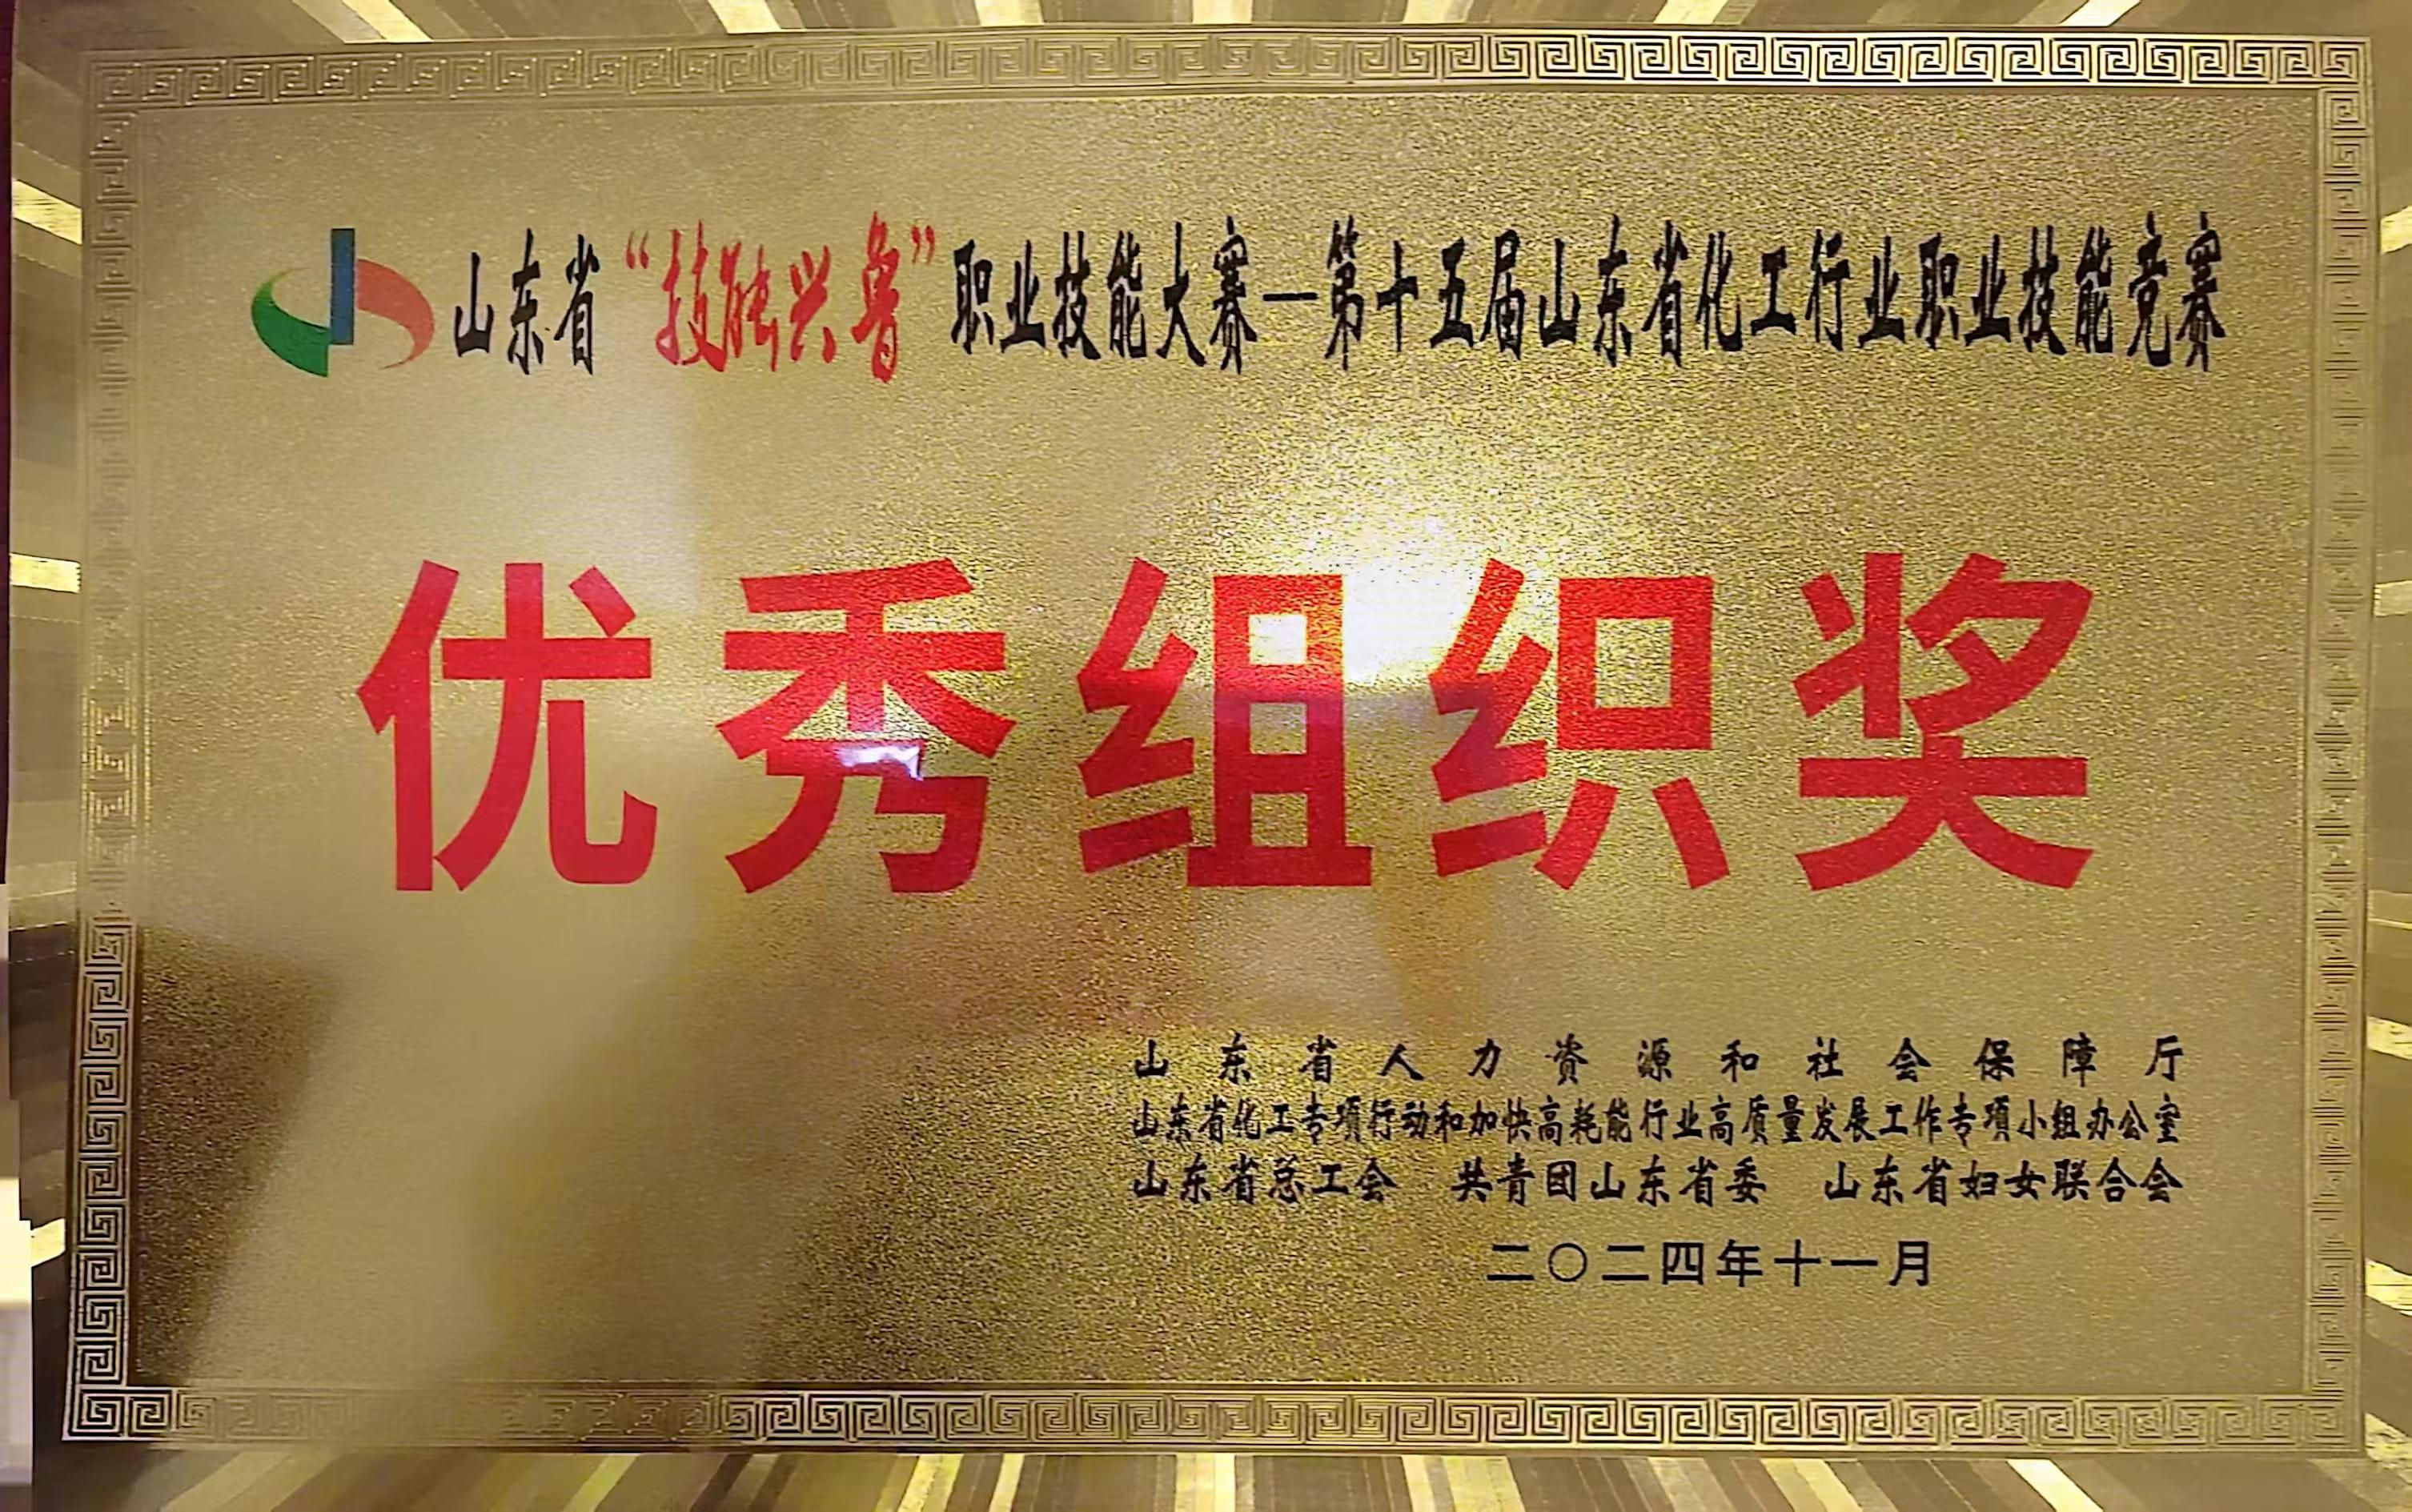 山东省“技能兴鲁”职业技能大赛—第十五届山东省化工行业职业技能竞赛
优秀组织奖
山东省人力资源和社会保障厅
山东省化工专项行动和加快高耗能行业高质量发展工作专项小组办公室
山东省总工会 共青团山东省委 山东省妇女联合会
二〇二四年十一月